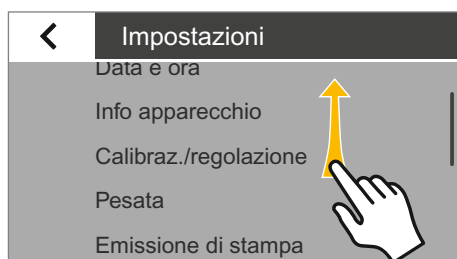 Impostazioni
Data e ora
Info apparecchio
Calibraz./regolazione
Pesata
Emissione di stampa